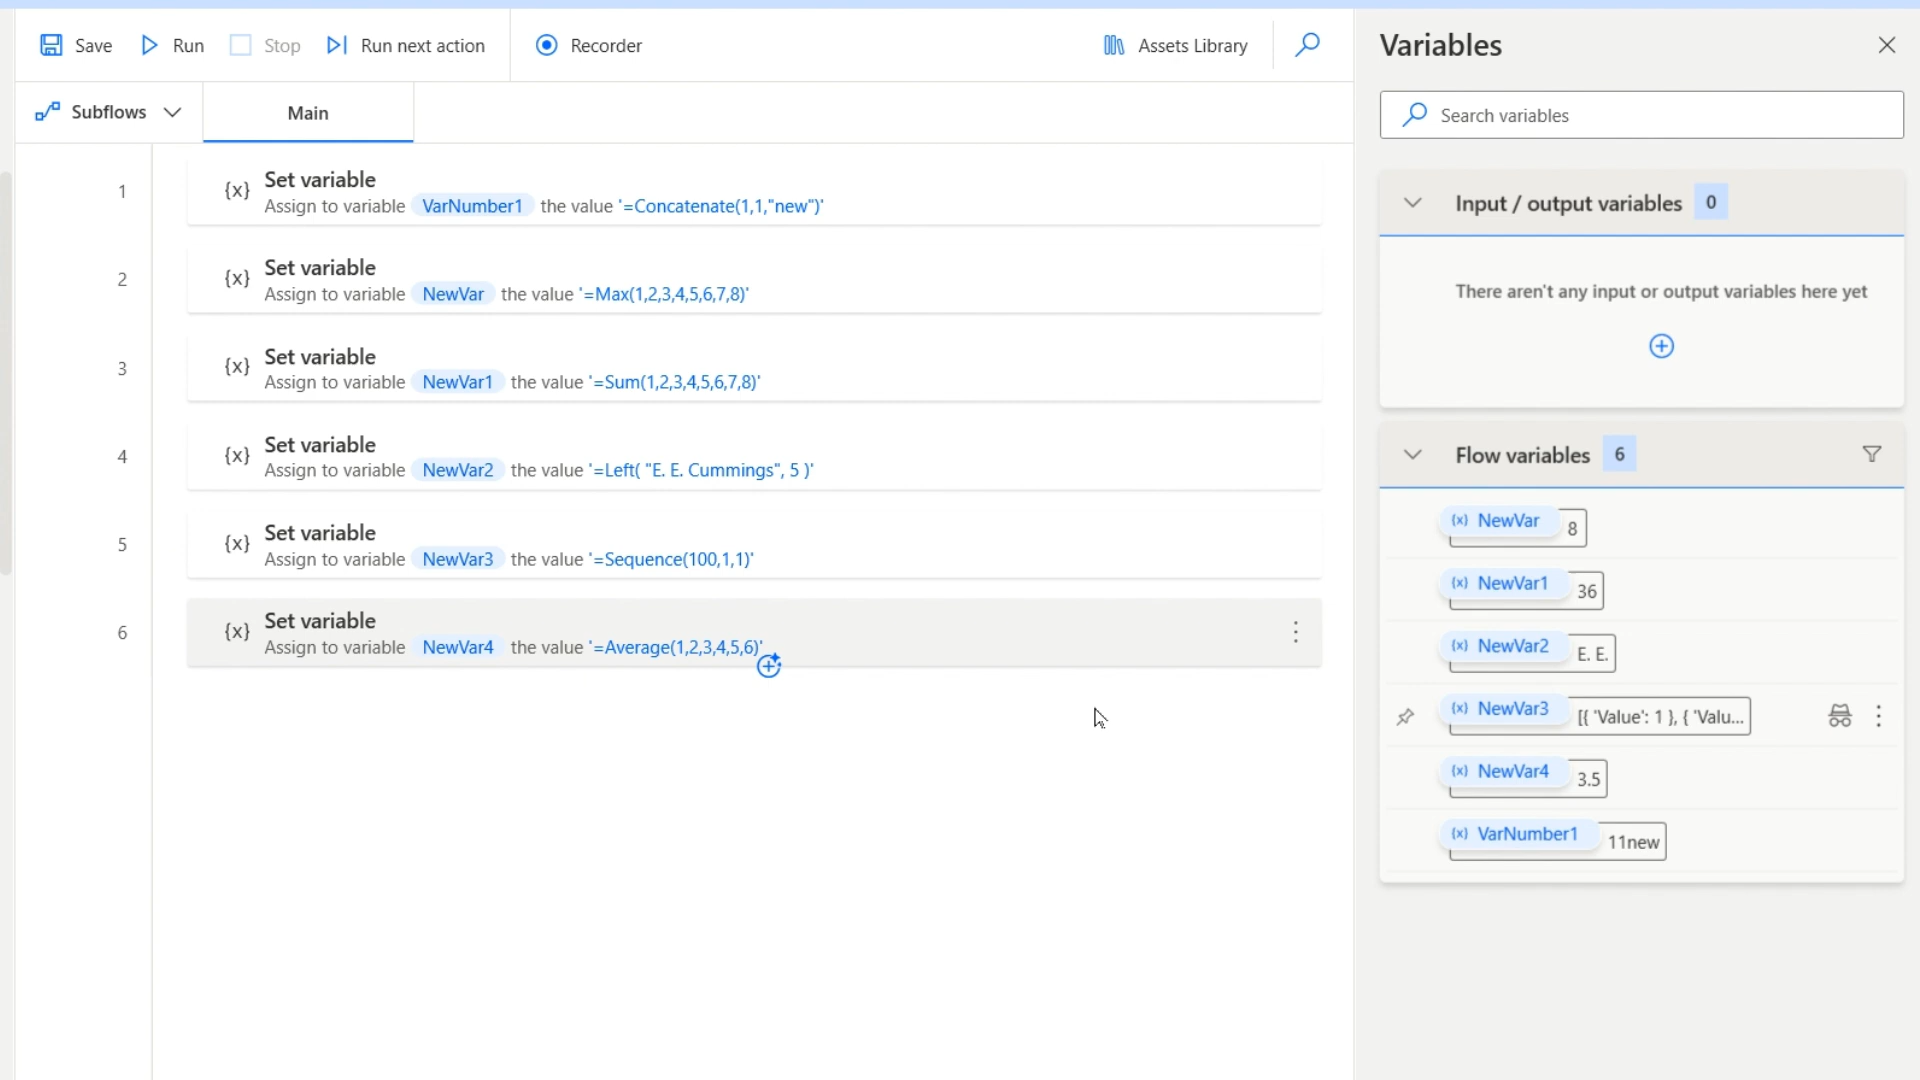 Save Run Stop Run next action Recorder Assets Library
Subflows Main
1 {x} Set variable
Assign to variable VarNumber1 the value '=Concatenate(1,1,"new")'
2 {x} Set variable
Assign to variable NewVar the value '=Max(1,2,3,4,5,6,7,8)'
3 {x} Set variable
Assign to variable NewVar1 the value '=Sum(1,2,3,4,5,6,7,8)'
4 {x} Set variable
Assign to variable NewVar2 the value '=Left( "E. E. Cummings", 5 )'
5 {x} Set variable
Assign to variable NewVar3 the value '=Sequence(100,1,1)'
6 {x} Set variable
Assign to variable NewVar4 the value '=Average(1,2,3,4,5,6)'
Variables
Search variables
Input / output variables 0
There aren't any input or output variables here yet
Flow variables 6
{x} NewVar 8
{x} NewVar1 36
{x} NewVar2 E. E.
{x} NewVar3 [{ 'Value': 1 }, { 'Valu...
{x} NewVar4 3.5
{x} VarNumber1 11new